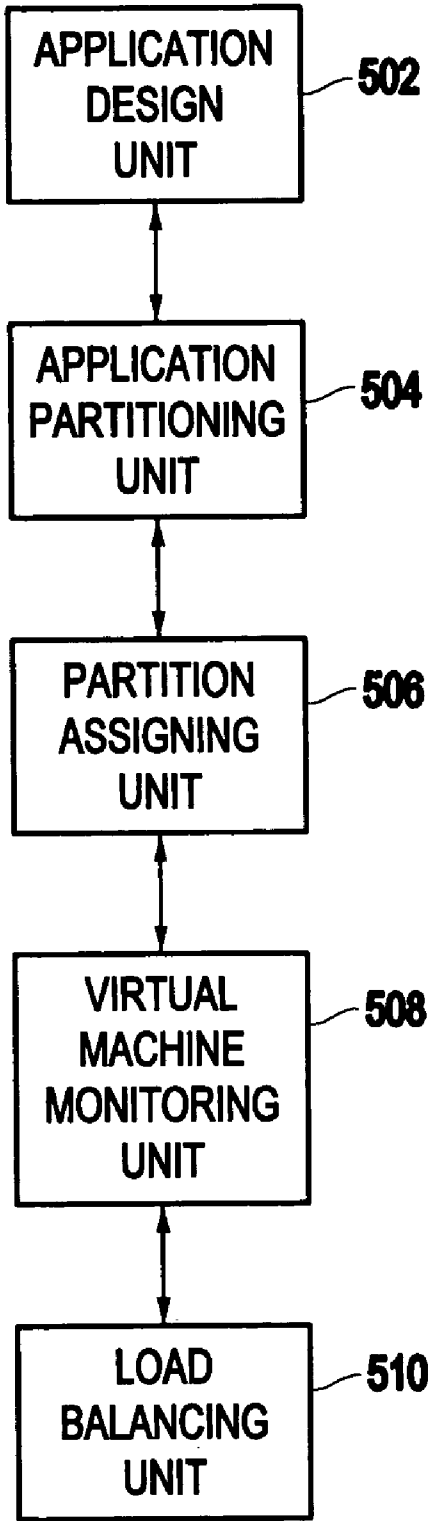 APPLICATION
DESIGN
UNIT
502
APPLICATION
PARTITIONING
UNIT
504
PARTITION
ASSIGNING
UNIT
506
VIRTUAL
MACHINE
MONITORING
UNIT
508
LOAD
BALANCING
UNIT
510